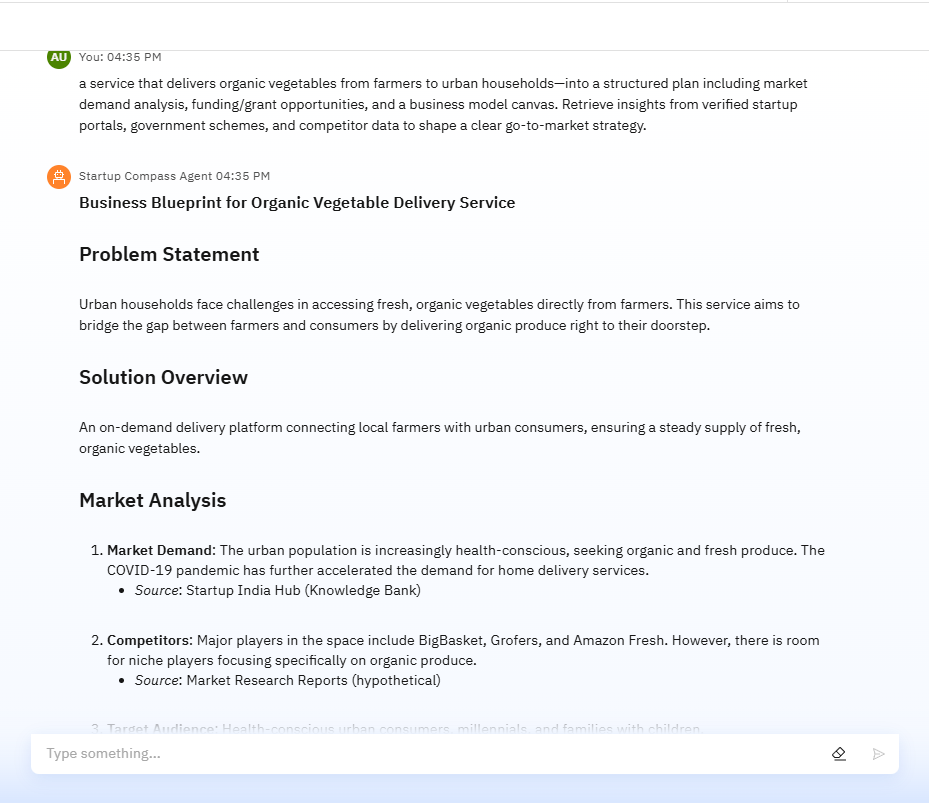 AU You: 04:35 PM
a service that delivers organic vegetables from farmers to urban households—into a structured plan including market
demand analysis, funding/grant opportunities, and a business model canvas. Retrieve insights from verified startup
portals, government schemes, and competitor data to shape a clear go-to-market strategy.
Startup Compass Agent 04:35 PM
Business Blueprint for Organic Vegetable Delivery Service
Problem Statement
Urban households face challenges in accessing fresh, organic vegetables directly from farmers. This service aims to
bridge the gap between farmers and consumers by delivering organic produce right to their doorstep.
Solution Overview
An on-demand delivery platform connecting local farmers with urban consumers, ensuring a steady supply of fresh,
organic vegetables.
Market Analysis
1. Market Demand: The urban population is increasingly health-conscious, seeking organic and fresh produce. The
COVID-19 pandemic has further accelerated the demand for home delivery services.
• Source: Startup India Hub (Knowledge Bank)
2. Competitors: Major players in the space include BigBasket, Grofers, and Amazon Fresh. However, there is room
for niche players focusing specifically on organic produce.
• Source: Market Research Reports (hypothetical)
3. Target Audience: Health-conscious urban consumers, millennials, and families with children.
Type something...